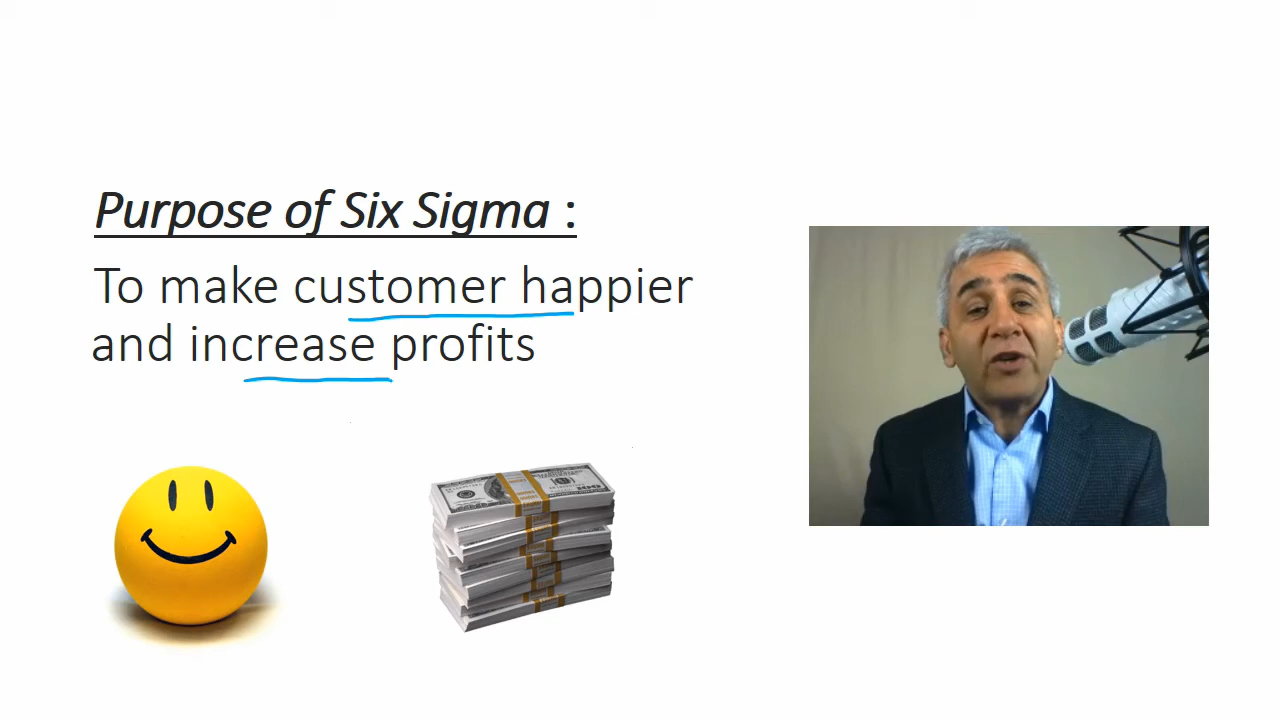 Purpose of Six Sigma :
To make customer happier
and increase profits